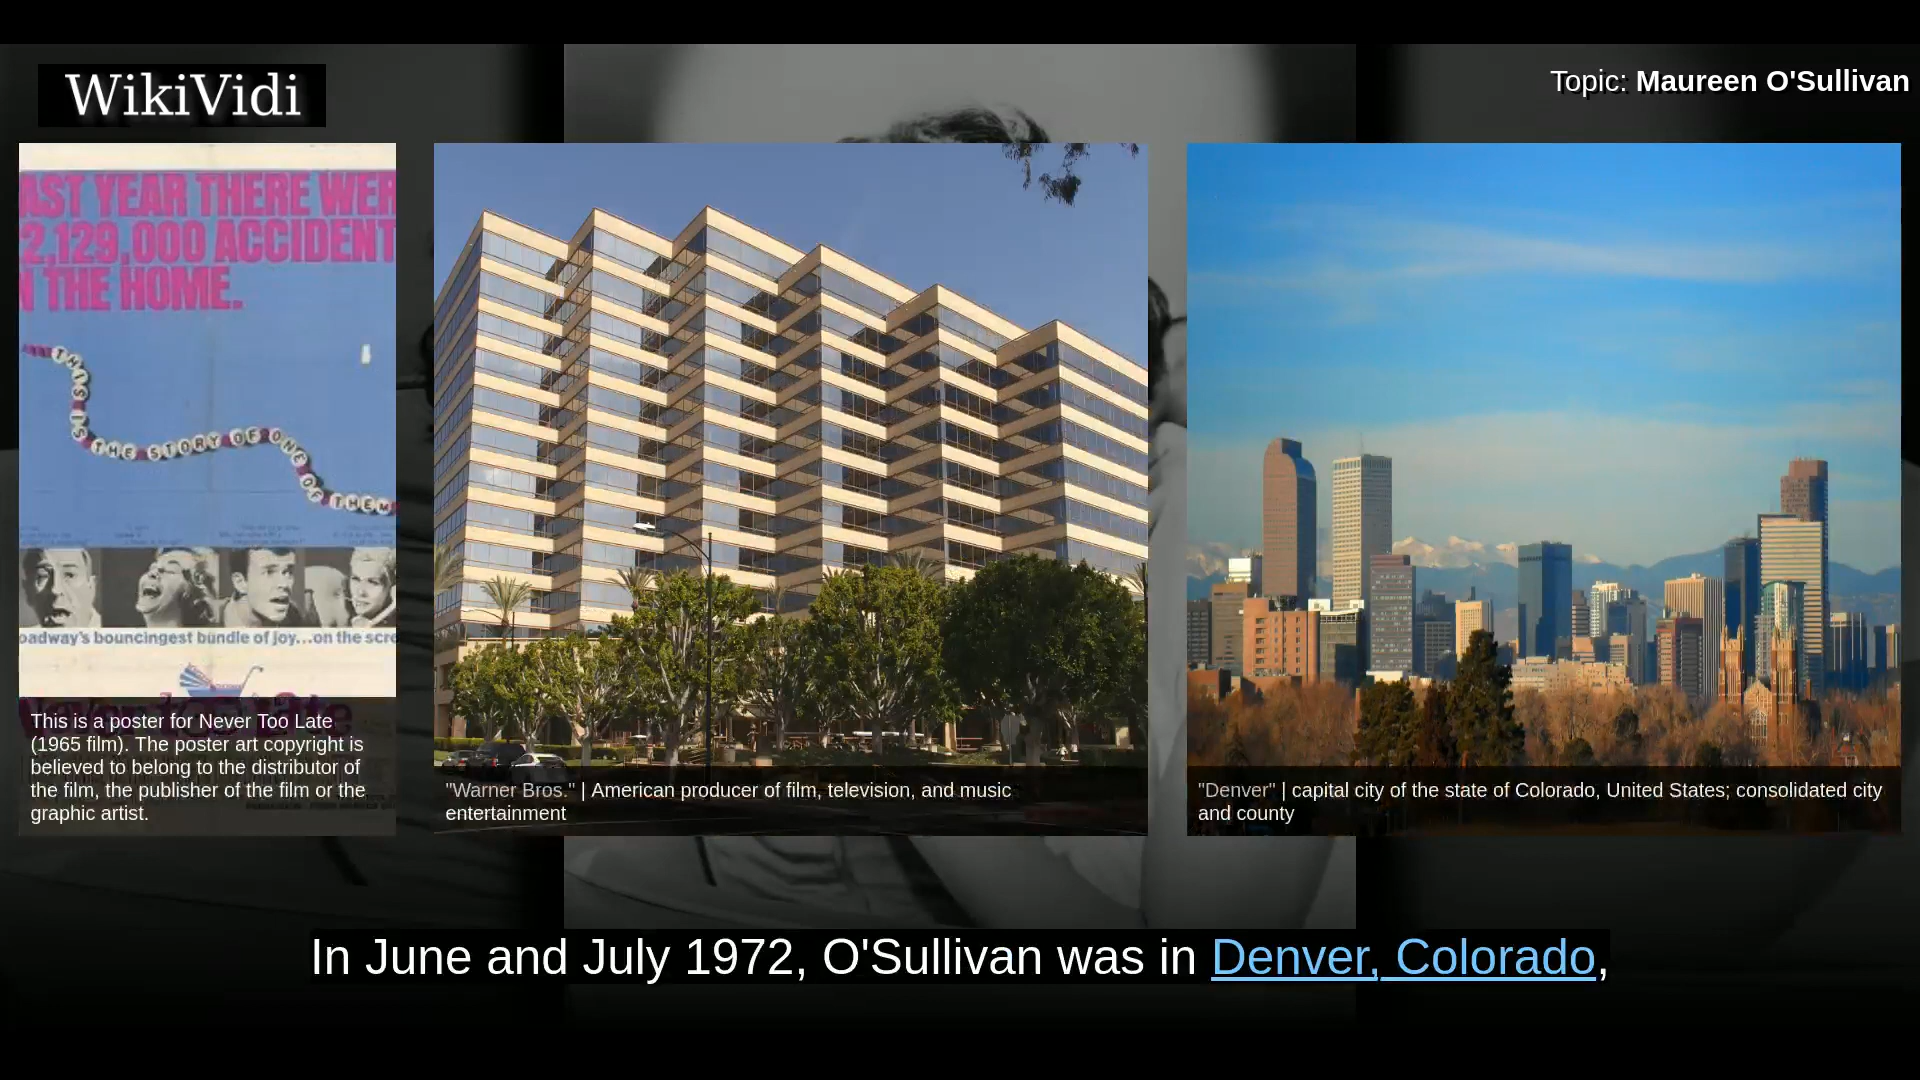 WikiVidi
Topic: Maureen O'Sullivan
AST YEAR THERE WER
2,129,000 ACCIDENT
N THE HOME.
THIS IS THE STORY OF ONE OF THEM
oadway's bouncingest bundle of joy...on the scre
This is a poster for Never Too Late
(1965 film). The poster art copyright is
believed to belong to the distributor of
the film, the publisher of the film or the
graphic artist.
"Warner Bros." | American producer of film, television, and music
entertainment
"Denver" | capital city of the state of Colorado, United States; consolidated city
and county
In June and July 1972, O'Sullivan was in Denver, Colorado,